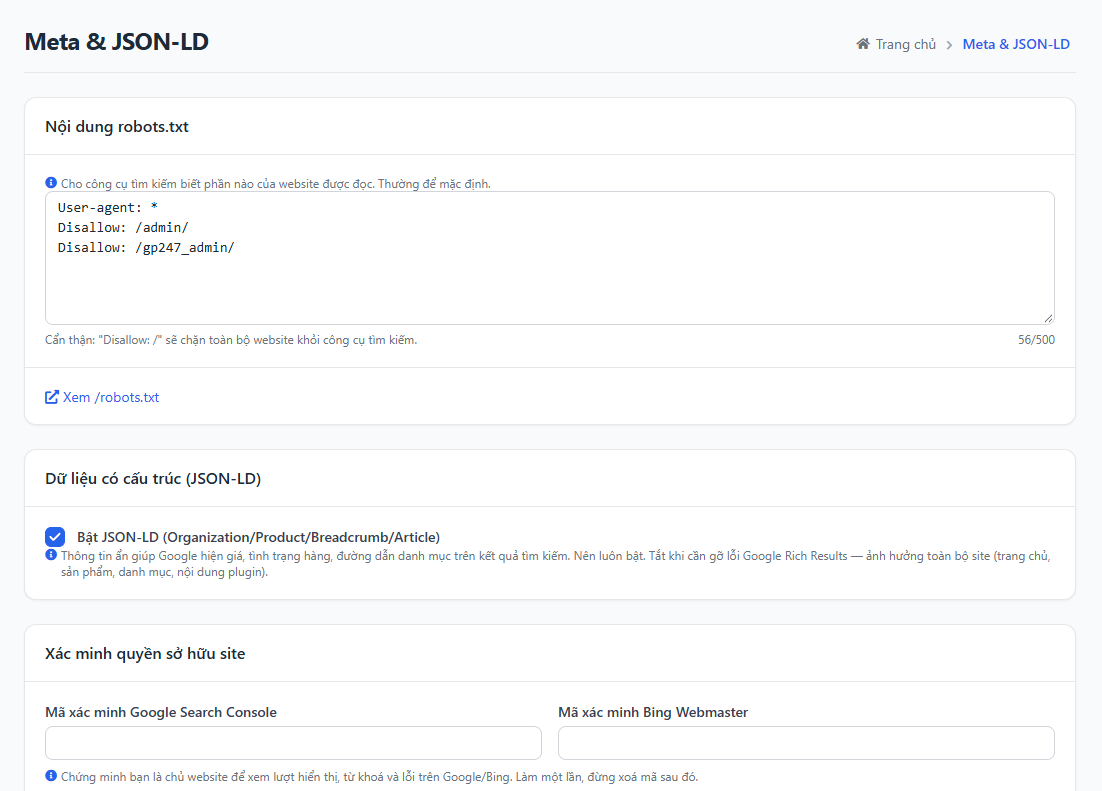 Meta & JSON-LD
Trang chủ > Meta & JSON-LD
Nội dung robots.txt
Cho công cụ tìm kiếm biết phần nào của website được đọc. Thường để mặc định.
User-agent: *
Disallow: /admin/
Disallow: /gp247_admin/
Cẩn thận: "Disallow: /" sẽ chặn toàn bộ website khỏi công cụ tìm kiếm.
56/500
Xem /robots.txt
Dữ liệu có cấu trúc (JSON-LD)
Bật JSON-LD (Organization/Product/Breadcrumb/Article)
Thông tin ẩn giúp Google hiện giá, tình trạng hàng, đường dẫn danh mục trên kết quả tìm kiếm. Nên luôn bật. Tắt khi cần gỡ lỗi Google Rich Results — ảnh hưởng toàn bộ site (trang chủ,
sản phẩm, danh mục, nội dung plugin).
Xác minh quyền sở hữu site
Mã xác minh Google Search Console
Mã xác minh Bing Webmaster
Chứng minh bạn là chủ website để xem lượt hiển thị, từ khoá và lỗi trên Google/Bing. Làm một lần, đừng xoá mã sau đó.